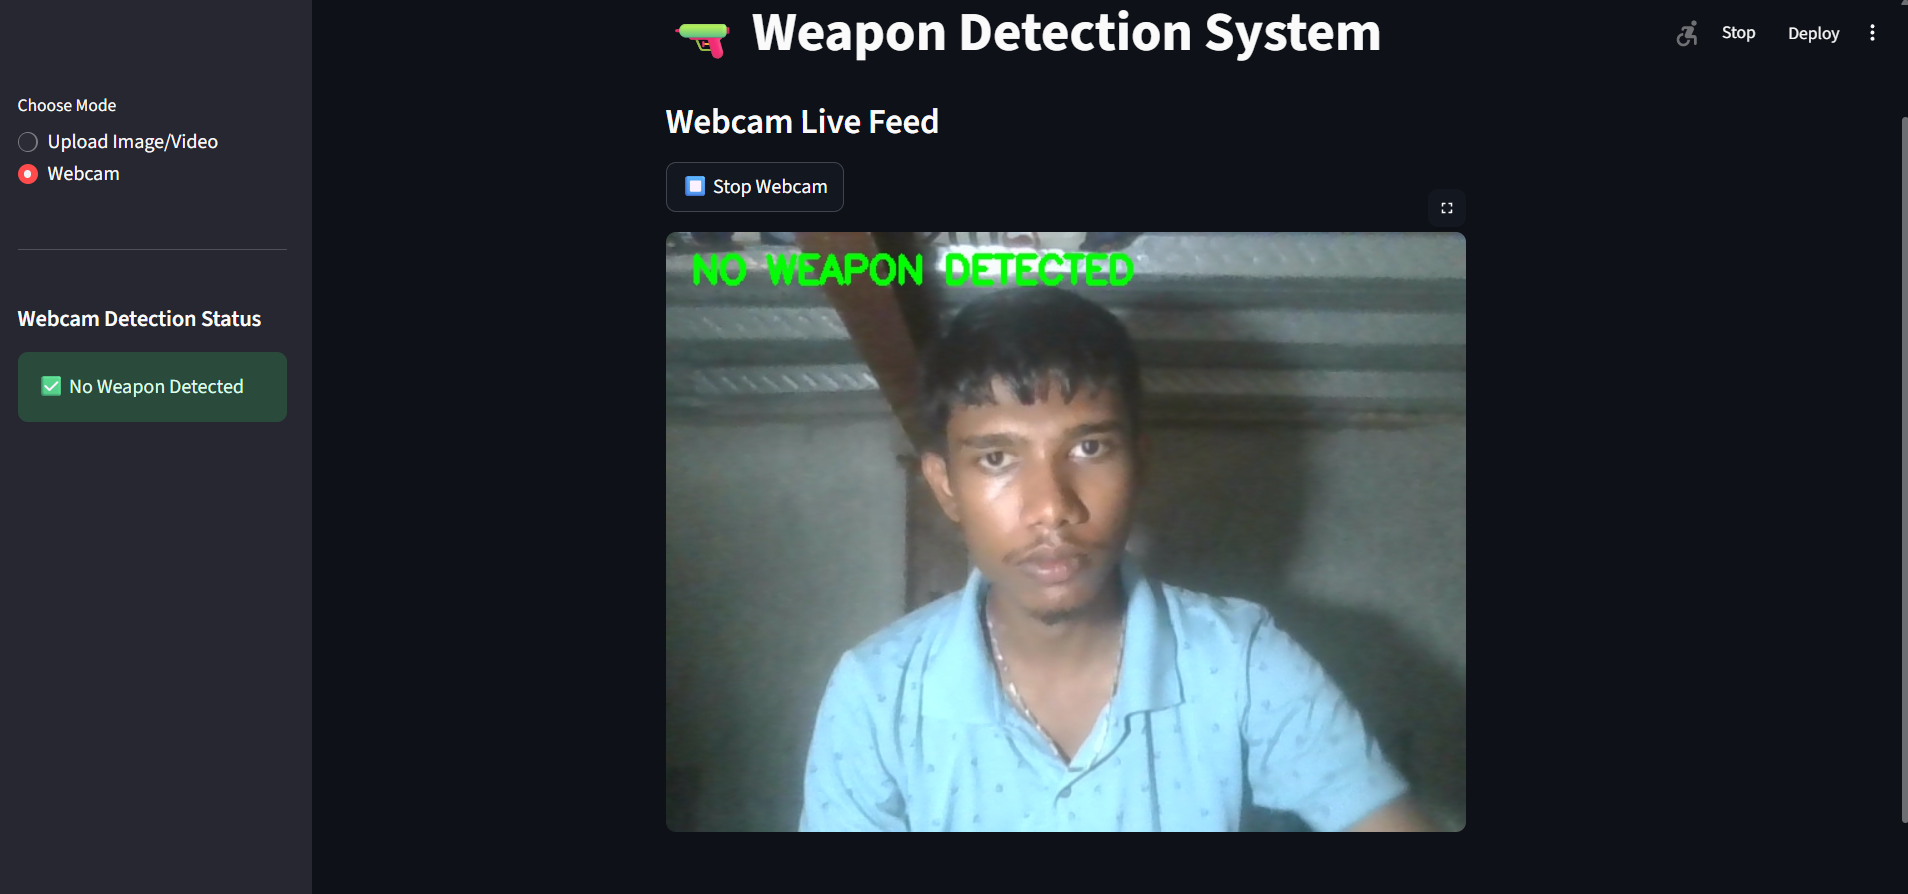 Weapon Detection System
Stop
Deploy
Choose Mode
Upload Image/Video
Webcam
Webcam Detection Status
No Weapon Detected
Webcam Live Feed
Stop Webcam
NO WEAPON DETECTED